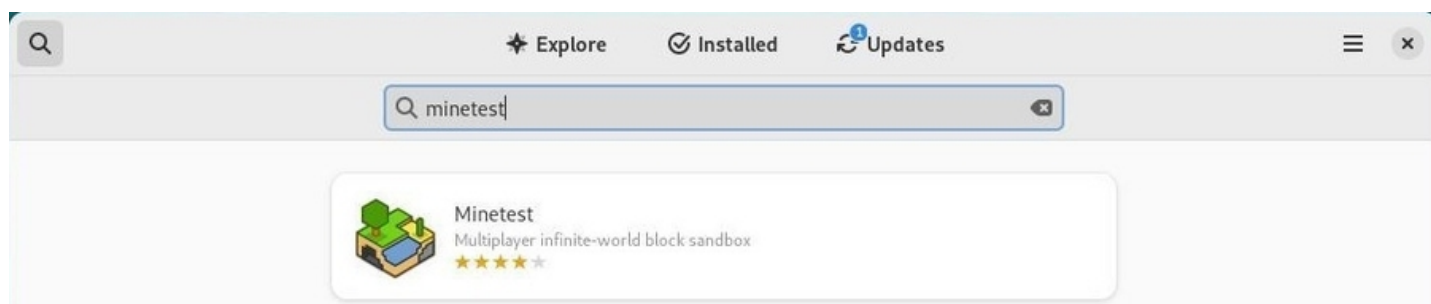 Explore Installed 1 Updates
minetest
Minetest
Multiplayer infinite-world block sandbox